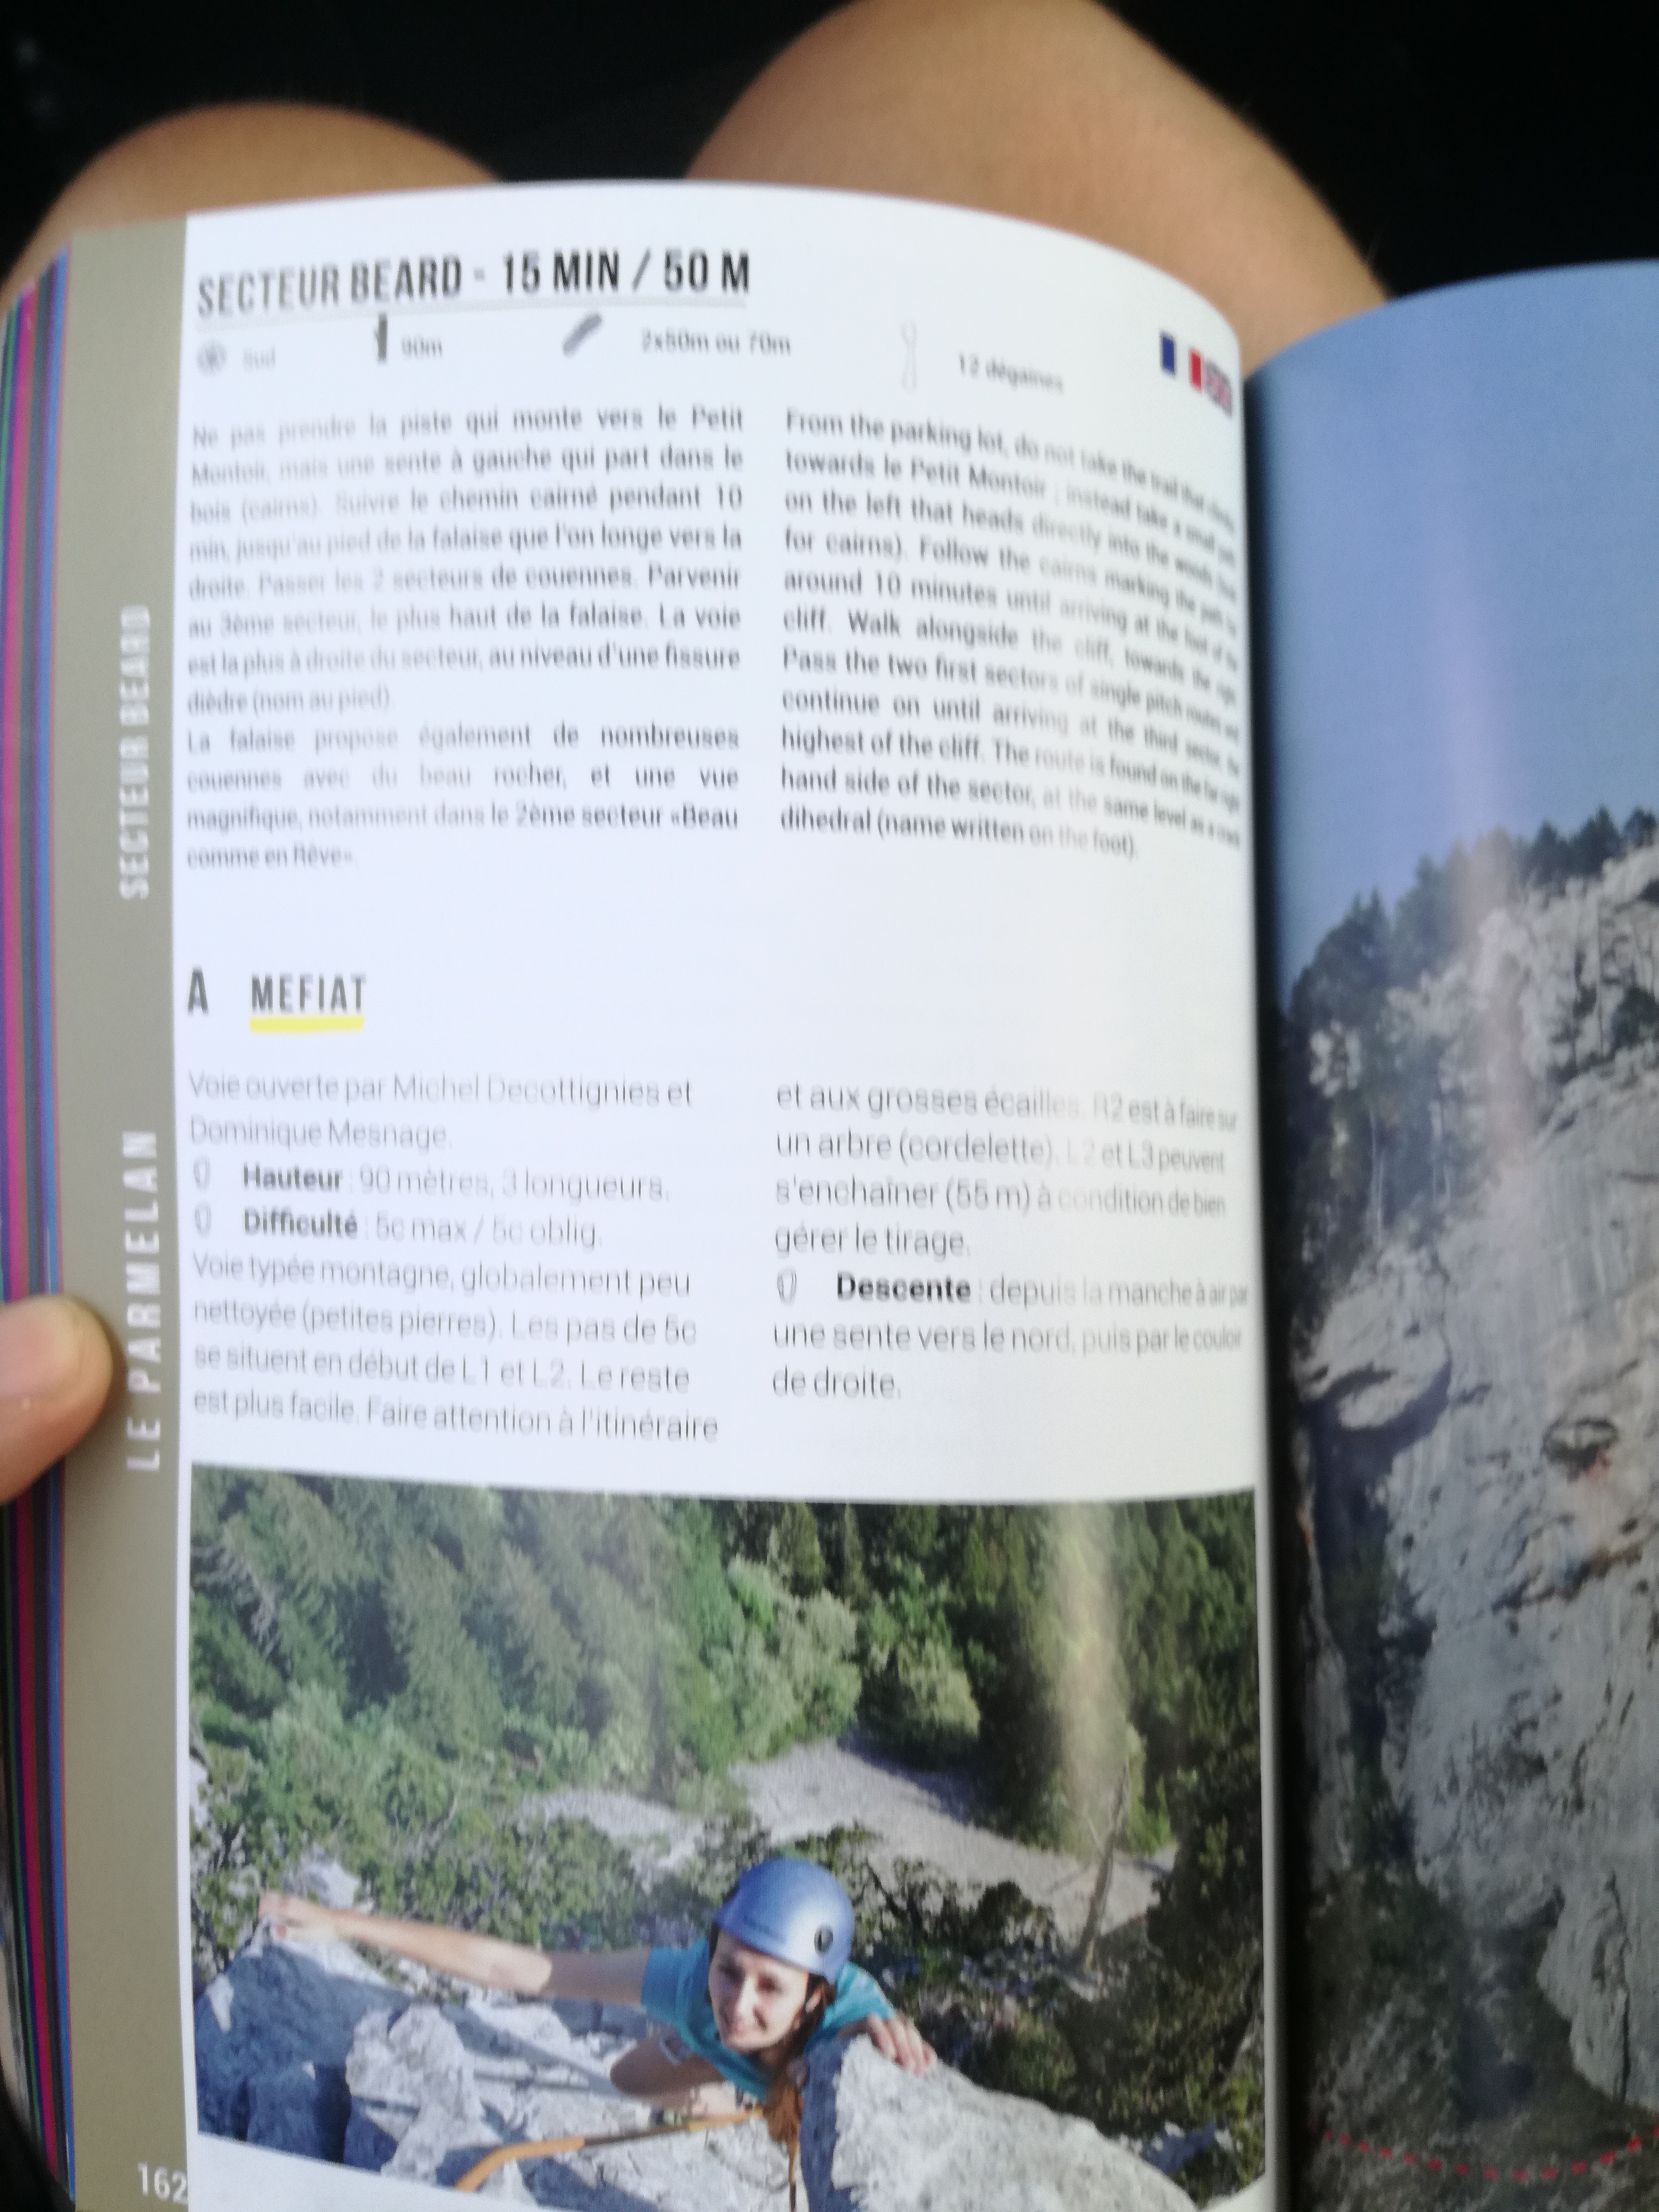 SECTEUR BEARD - 15 MIN / 50 M
Sud
90m
2x50m ou 70m
12 dégaines
Ne pas prendre la piste qui monte vers le Petit
Montoir, mais une sente à gauche qui part dans le
bois (cairns). Suivre le chemin cairné pendant 10
min, jusqu'au pied de la falaise que l'on longe vers la
droite. Passer les 2 secteurs de couennes. Parvenir
au 3ème secteur, le plus haut de la falaise. La voie
est la plus à droite du secteur, au niveau d'une fissure
dièdre (nom au pied).
La falaise propose également de nombreuses
couennes avec du beau rocher, et une vue
magnifique, notamment dans le 2ème secteur «Beau
comme en Rêve».
From the parking lot, do not take the trail that climbs
towards le Petit Montoir ; instead take a small path
on the left that heads directly into the woods (look
for cairns). Follow the cairns marking the path for
around 10 minutes until arriving at the foot of the
cliff. Walk alongside the cliff, towards the right.
Pass the two first sectors of single pitch routes and
continue on until arriving at the third sector, the
highest of the cliff. The route is found on the far right
hand side of the sector, at the same level as a crack
dihedral (name written on the foot).
A MEFIAT
Voie ouverte par Michel Decottignies et
Dominique Mesnage.
Hauteur : 90 mètres, 3 longueurs.
Difficulté : 5c max / 5c oblig.
Voie typée montagne, globalement peu
nettoyée (petites pierres). Les pas de 5c
se situent en début de L1 et L2. Le reste
est plus facile. Faire attention à l'itinéraire
et aux grosses écailles. R2 est à faire sur
un arbre (cordelette). L2 et L3 peuvent
s'enchaîner (55 m) à condition de bien
gérer le tirage.
Descente : depuis la manche à air par
une sente vers le nord, puis par le couloir
de droite.
SECTEUR BEARD
LE PARMELAN
162